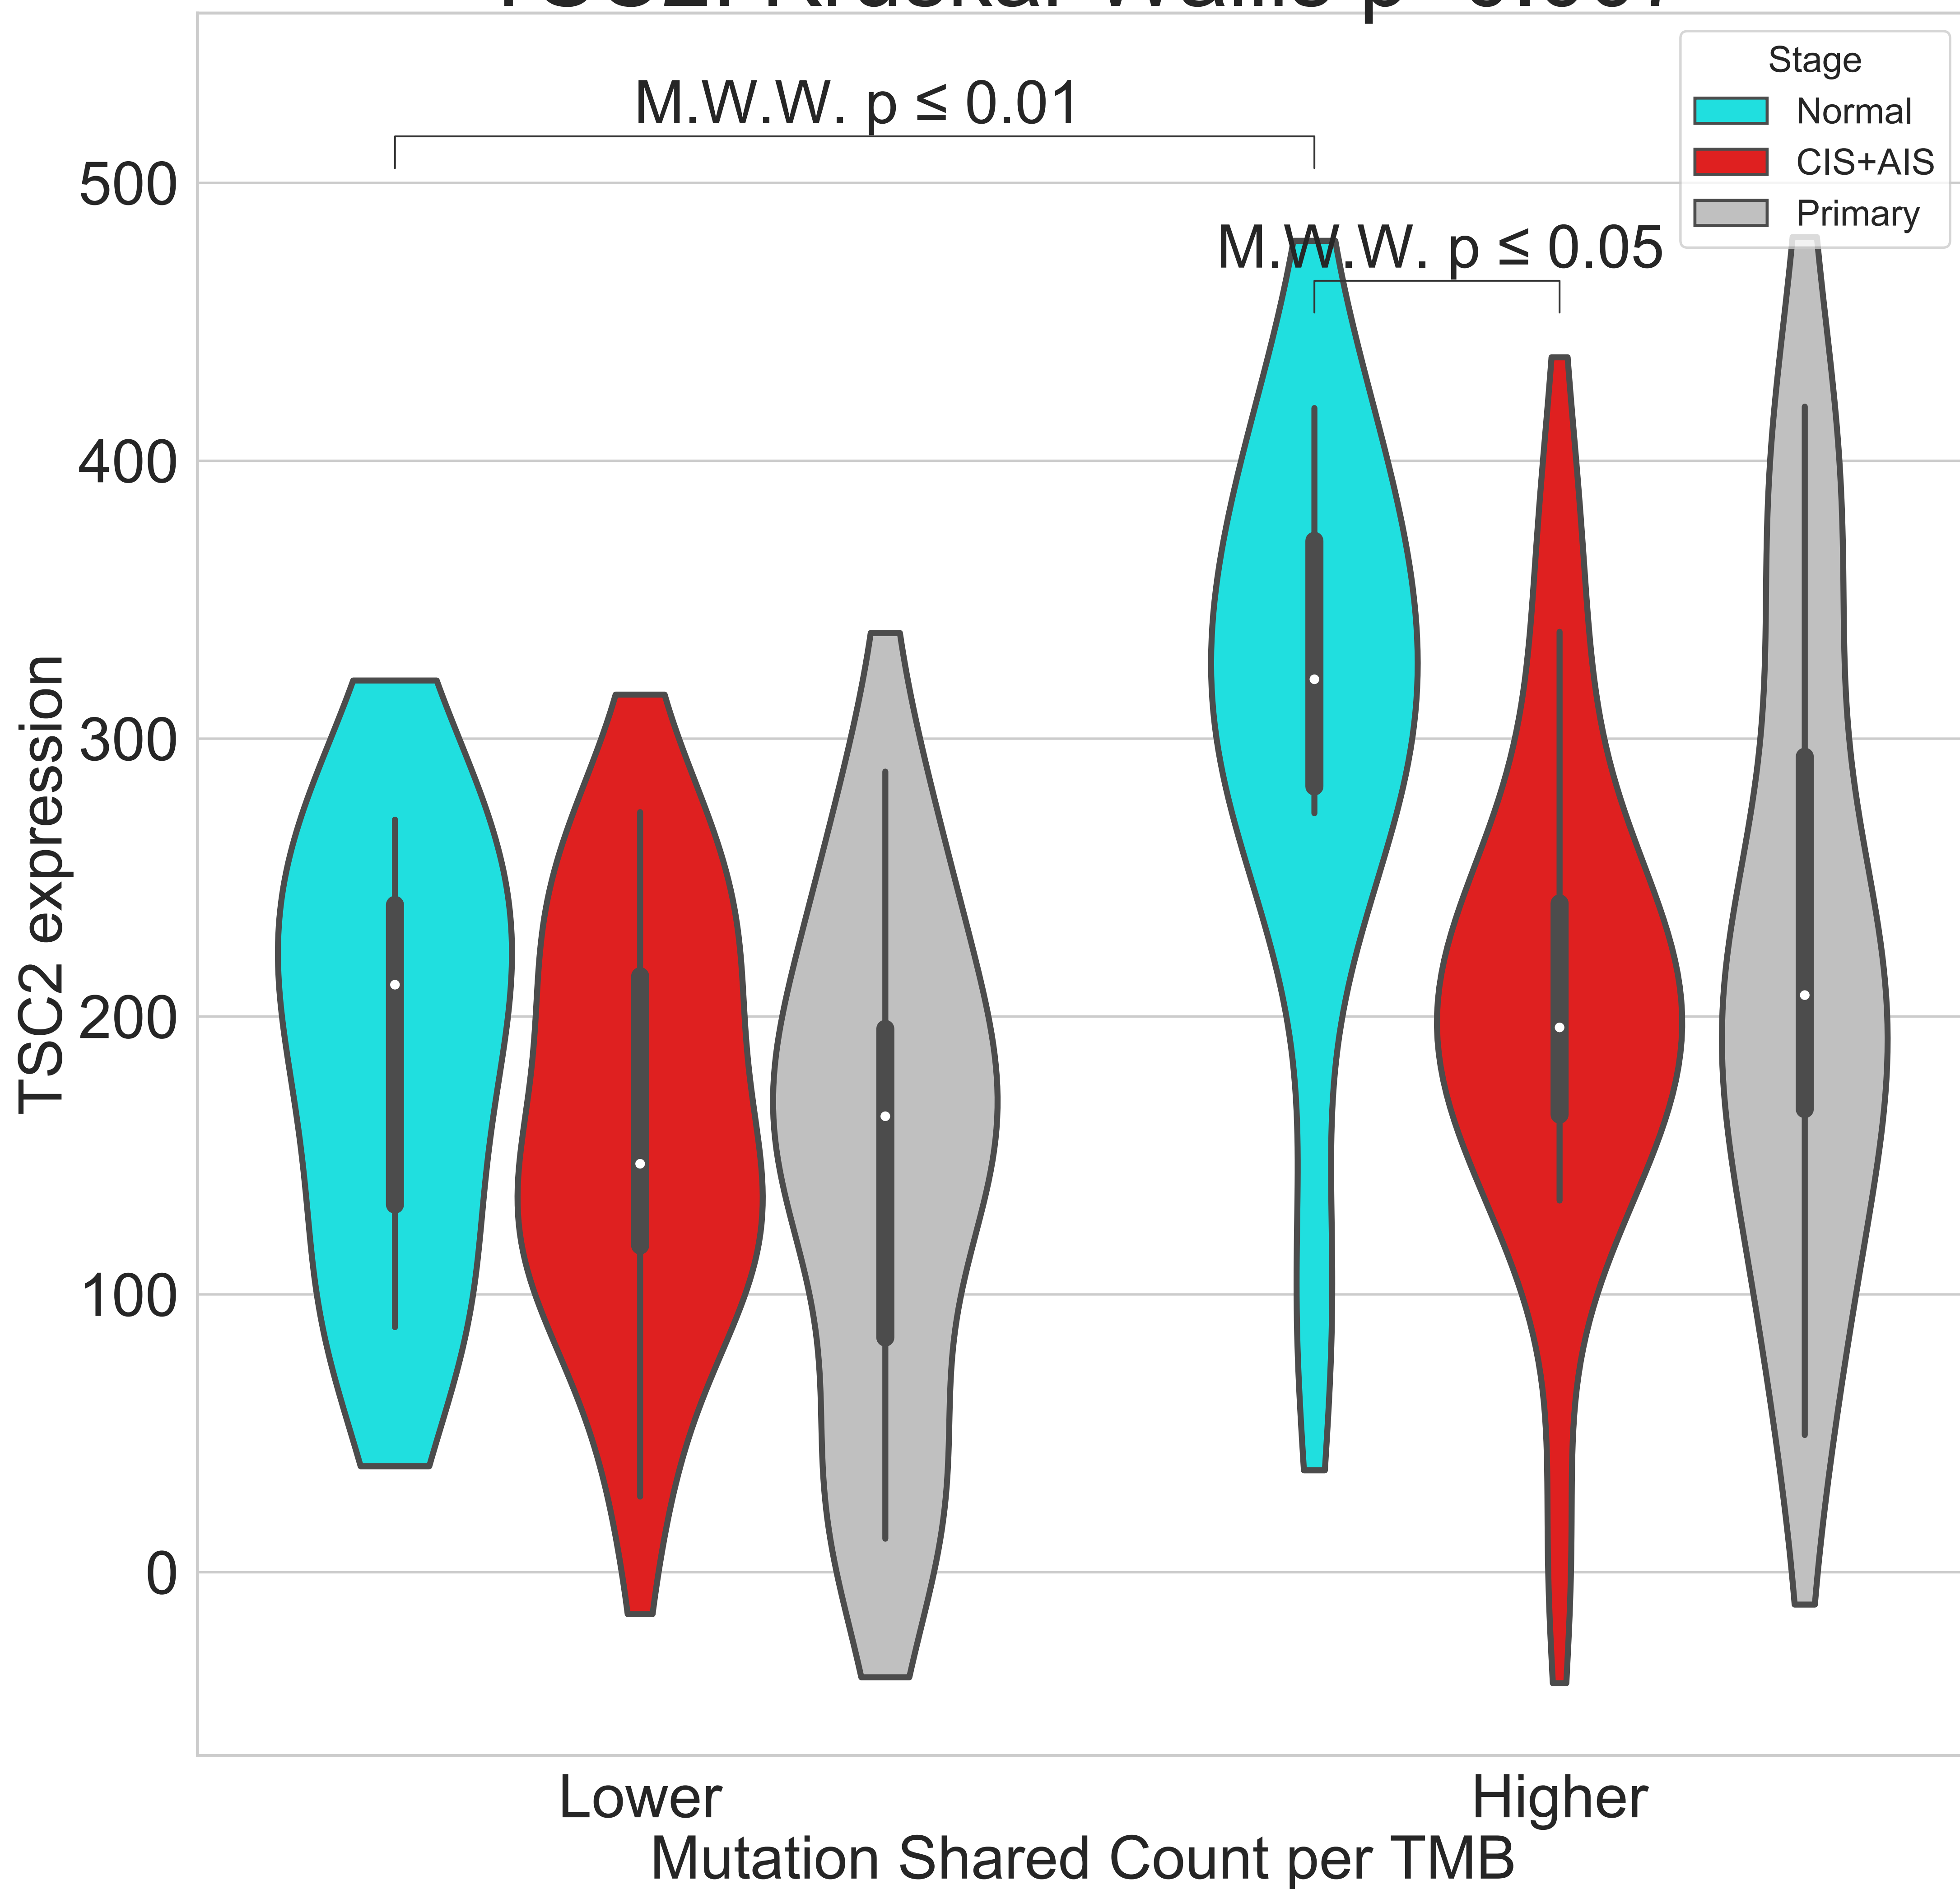 M.W.W. p ≤ 0.01
Stage
Normal
CIS+AIS
Primary
M.W.W. p ≤ 0.05
500
400
300
200
100
0
TSC2 expression
Lower
Higher
Mutation Shared Count per TMB